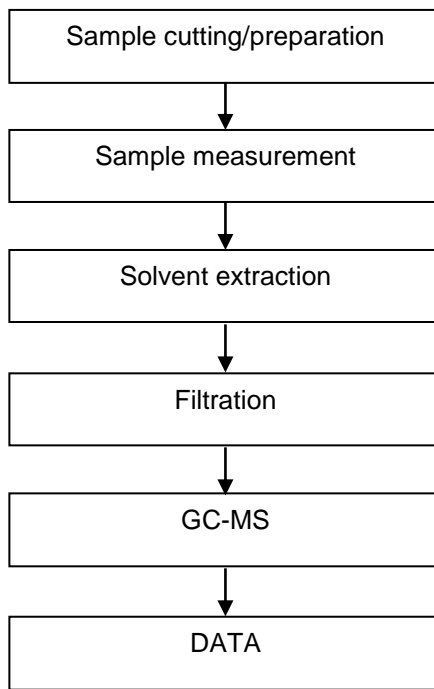 Sample cutting/preparation
Sample measurement
Solvent extraction
Filtration
GC-MS
DATA